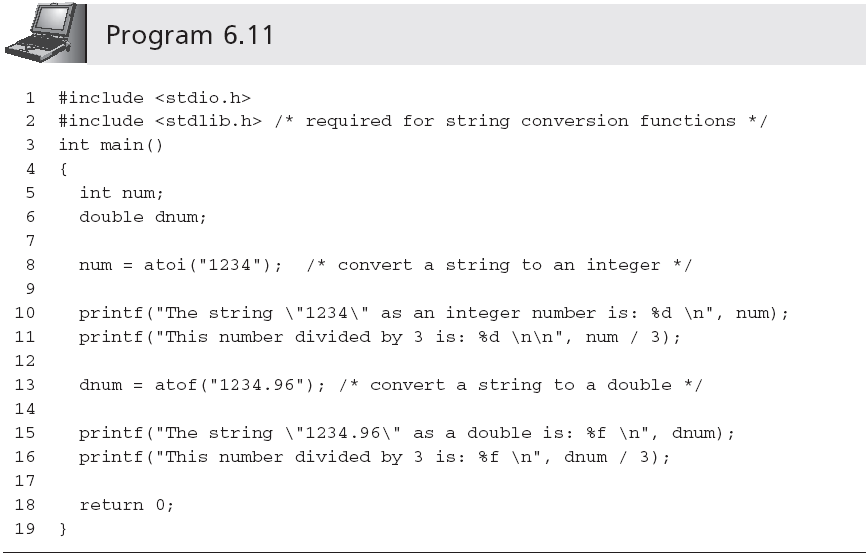 Program 6.11
1 #include <stdio.h>
2 #include <stdlib.h> /* required for string conversion functions */
3 int main()
4 {
5   int num;
6   double dnum;
7
8   num = atoi("1234");  /* convert a string to an integer */
9
10   printf("The string \"1234\" as an integer number is: %d \n", num);
11   printf("This number divided by 3 is: %d \n\n", num / 3);
12
13   dnum = atof("1234.96"); /* convert a string to a double */
14
15   printf("The string \"1234.96\" as a double is: %f \n", dnum);
16   printf("This number divided by 3 is: %f \n", dnum / 3);
17
18   return 0;
19 }